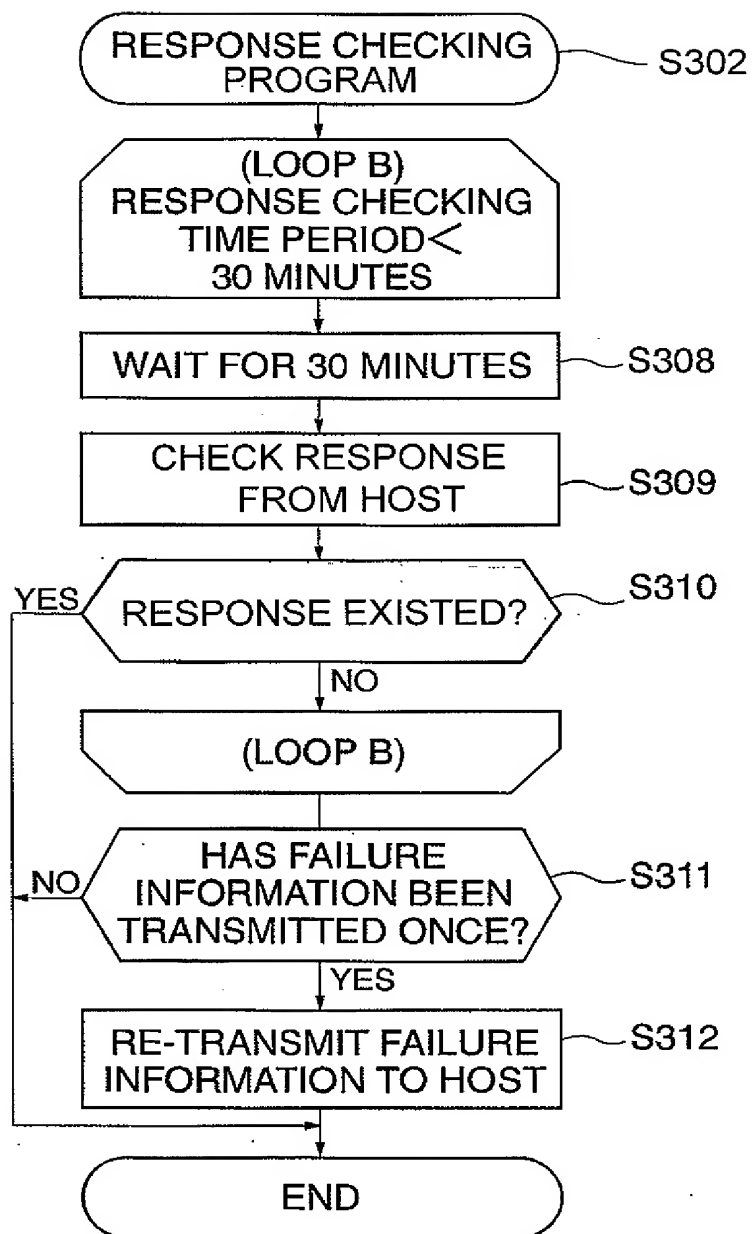 RESPONSE CHECKING
PROGRAM
S302
(LOOP B)
RESPONSE CHECKING
TIME PERIOD<
30 MINUTES
WAIT FOR 30 MINUTES
S308
CHECK RESPONSE
FROM HOST
S309
RESPONSE EXISTED?
S310
YES
NO
(LOOP B)
HAS FAILURE
INFORMATION BEEN
TRANSMITTED ONCE?
S311
NO
YES
RE-TRANSMIT FAILURE
INFORMATION TO HOST
S312
END